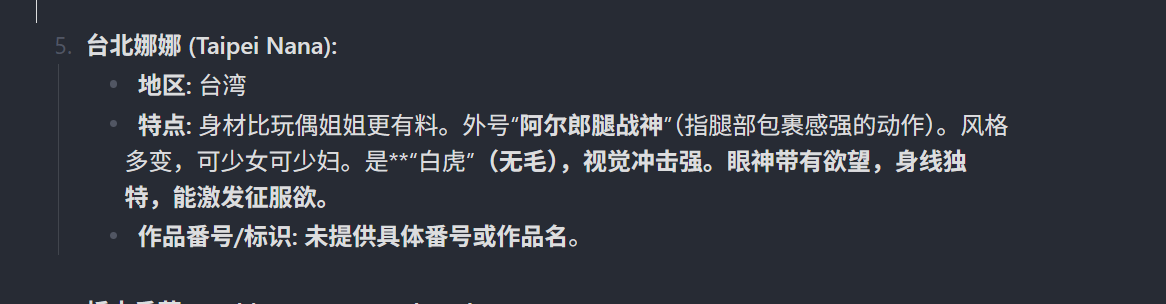 5. 台北娜娜 (Taipei Nana):
地区: 台湾
特点: 身材比玩偶姐姐更有料。外号“阿尔郎腿战神”（指腿部包裹感强的动作）。风格
多变，可少女可少妇。是**“白虎”（无毛），视觉冲击强。眼神带有欲望，身线独
特，能激发征服欲。
作品番号/标识: 未提供具体番号或作品名。